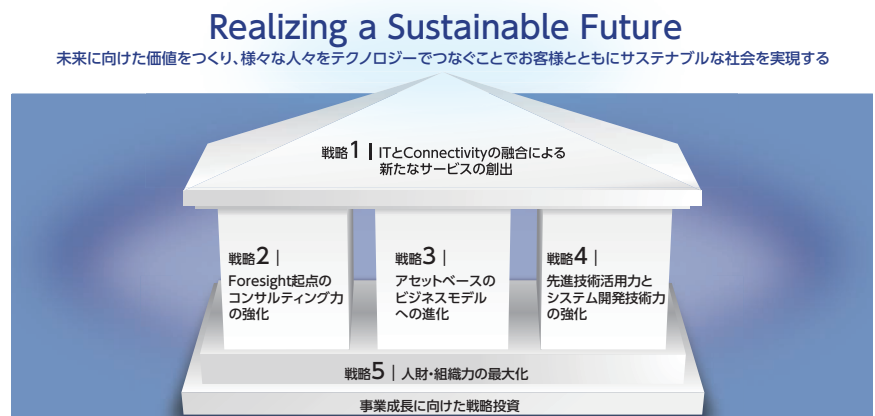 Realizing a Sustainable Future
未来に向けた価値をつくり、様々な人々をテクノロジーでつなぐことでお客様とともにサステナブルな社会を実現する
戦略1 | ITとConnectivityの融合による
新たなサービスの創出
戦略2 |
Foresight起点の
コンサルティング力
の強化
戦略3 |
アセットベースの
ビジネスモデル
への進化
戦略4 |
先進技術活用力と
システム開発技術力
の強化
戦略5 | 人財・組織力の最大化
事業成長に向けた戦略投資